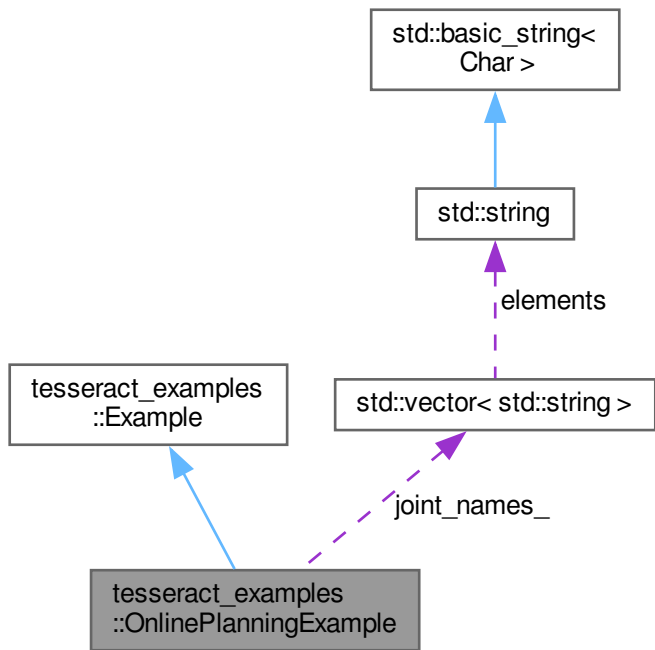 std::basic_string<
Char >
std::string
elements
tesseract_examples
::Example
std::vector< std::string >
joint_names_
tesseract_examples
::OnlinePlanningExample